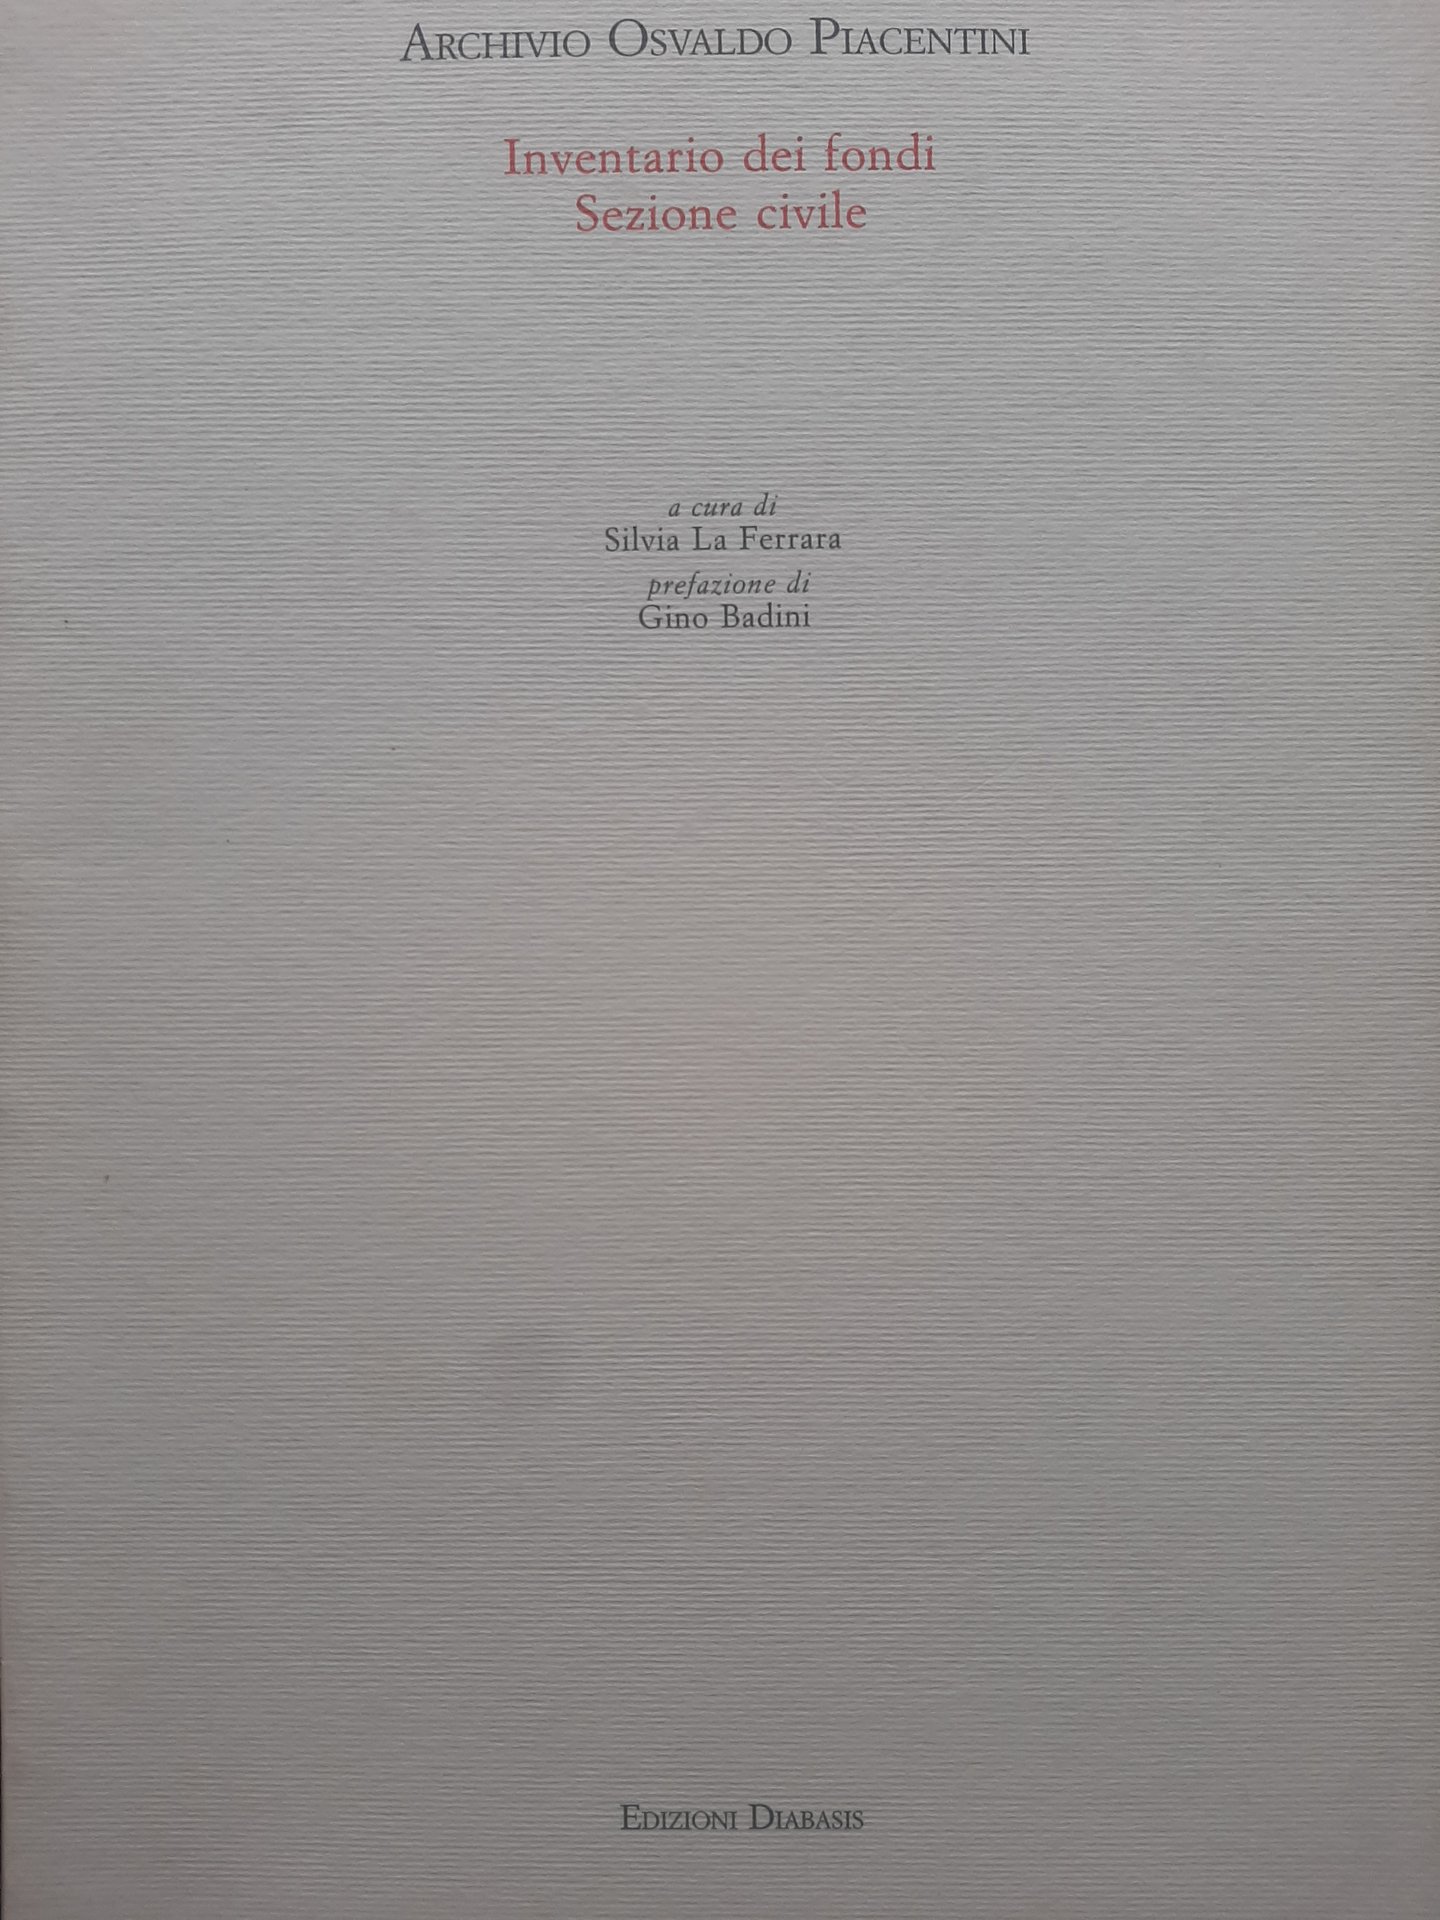 Archivio Osvaldo Piacentini
Inventario dei fondi
Sezione civile
a cura di
Silvia La Ferrara
prefazione di
Gino Badini
Edizioni Diabasis